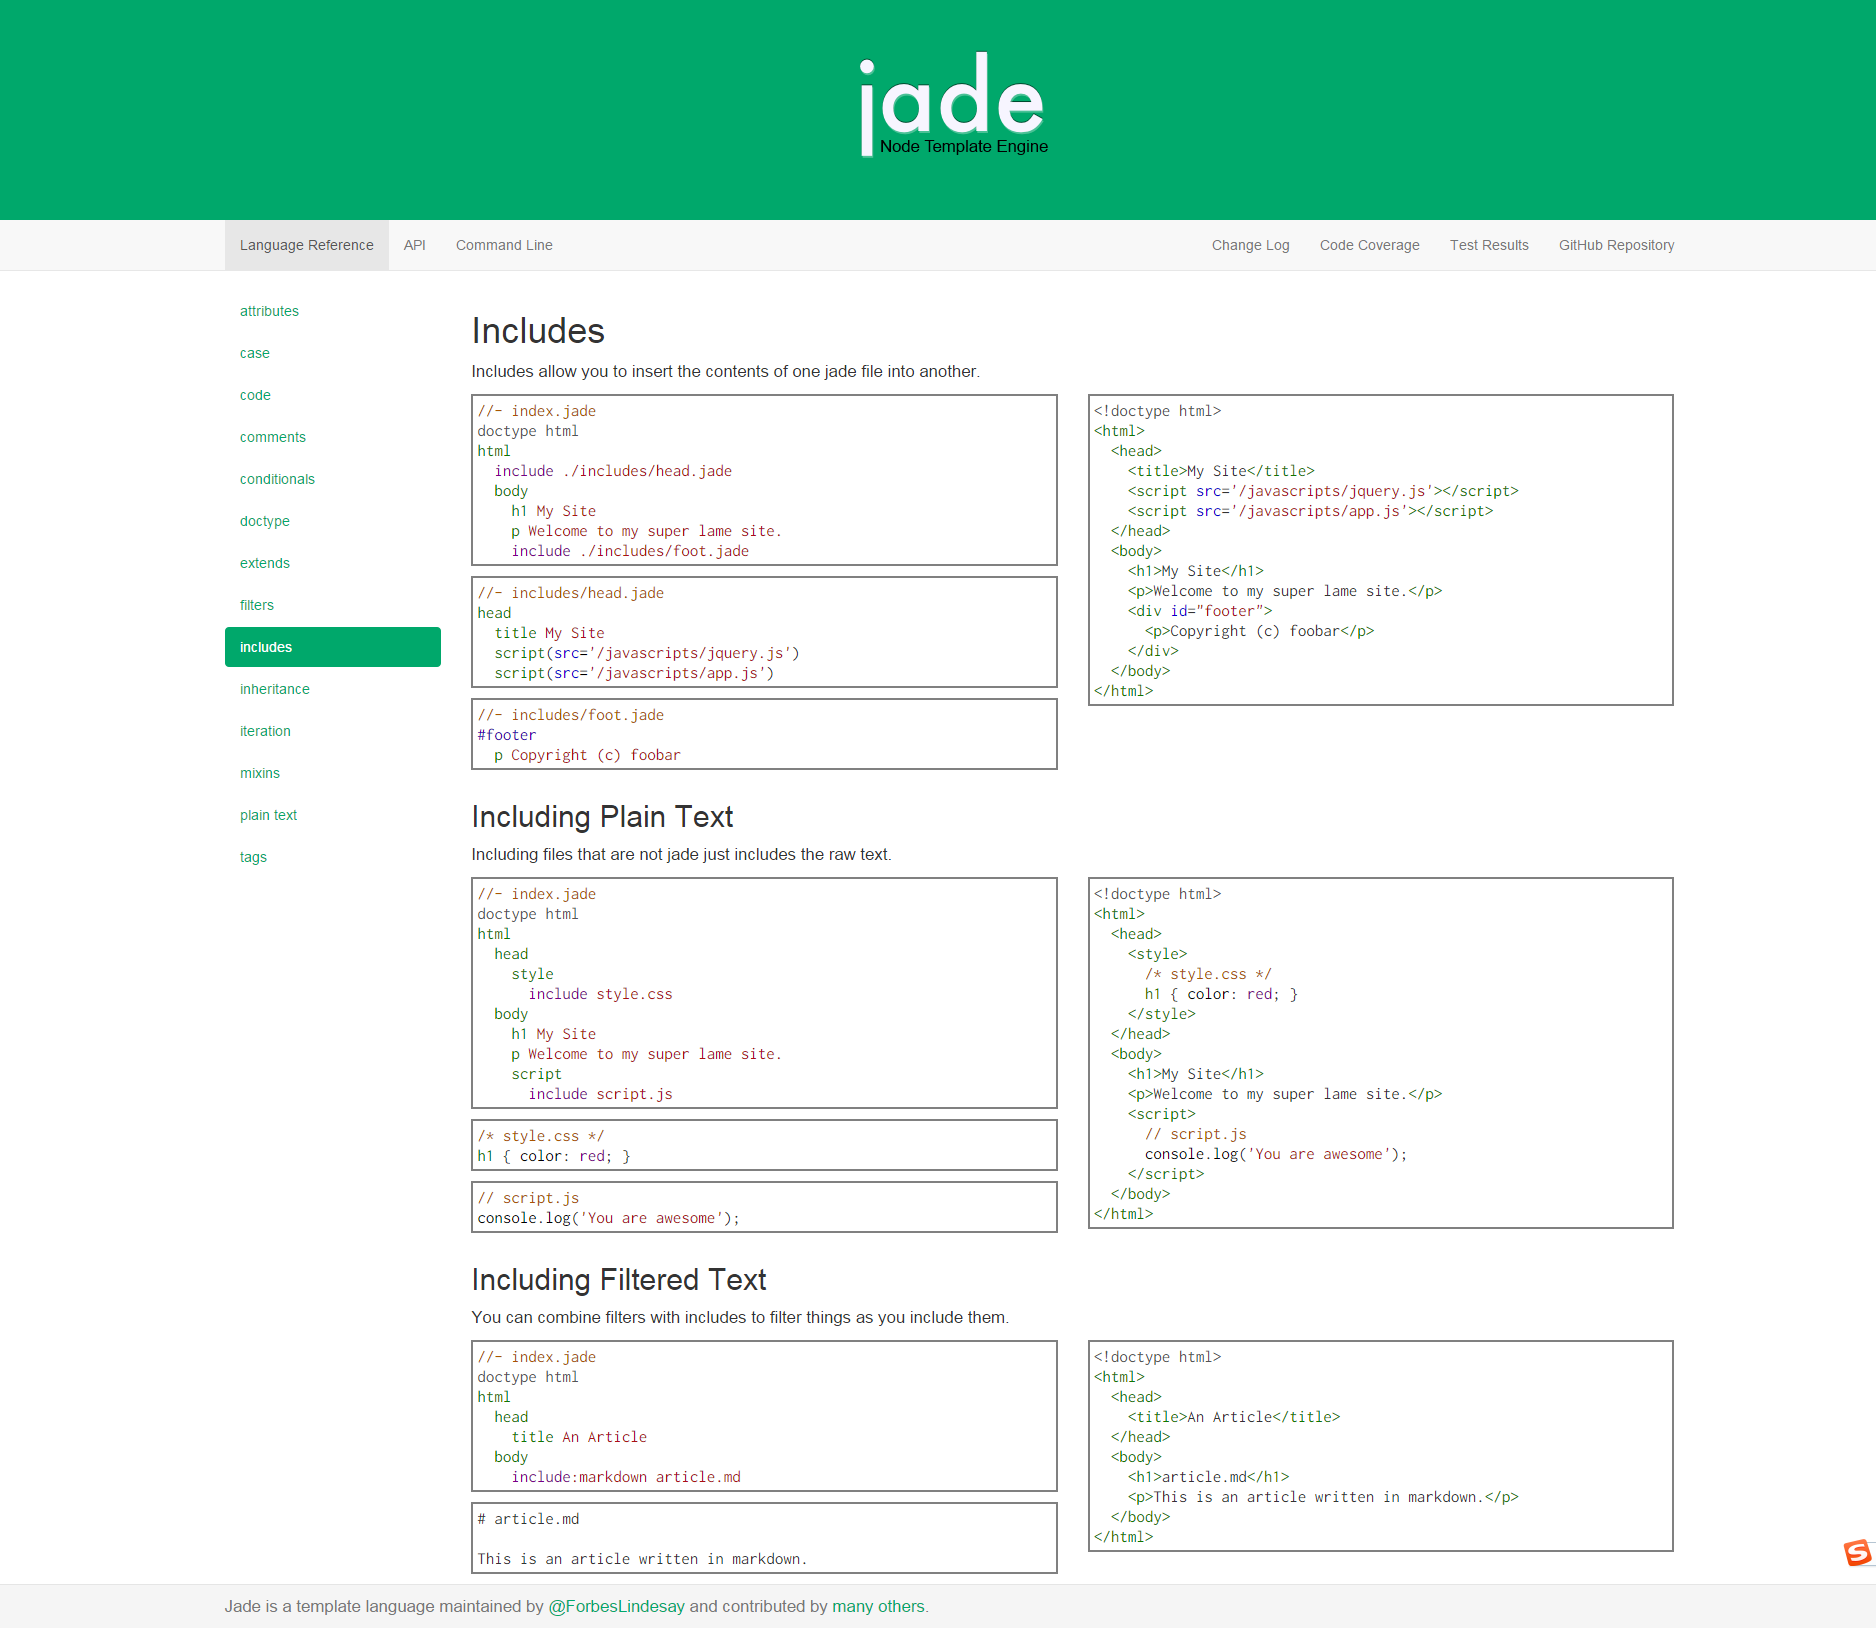 jade
Node Template Engine
Language Reference API Command Line Change Log Code Coverage Test Results GitHub Repository
attributes
case
code
comments
conditionals
doctype
extends
filters
includes
inheritance
iteration
mixins
plain text
tags
Includes
Includes allow you to insert the contents of one jade file into another.
//- index.jade
doctype html
html
  include ./includes/head.jade
  body
    h1 My Site
    p Welcome to my super lame site.
    include ./includes/foot.jade
//- includes/head.jade
head
  title My Site
  script(src='/javascripts/jquery.js')
  script(src='/javascripts/app.js')
//- includes/foot.jade
#footer
  p Copyright (c) foobar
<!doctype html>
<html>
  <head>
    <title>My Site</title>
    <script src='/javascripts/jquery.js'></script>
    <script src='/javascripts/app.js'></script>
  </head>
  <body>
    <h1>My Site</h1>
    <p>Welcome to my super lame site.</p>
    <div id="footer">
      <p>Copyright (c) foobar</p>
    </div>
  </body>
</html>
Including Plain Text
Including files that are not jade just includes the raw text.
//- index.jade
doctype html
html
  head
    style
      include style.css
  body
    h1 My Site
    p Welcome to my super lame site.
    script
      include script.js
/* style.css */
h1 { color: red; }
// script.js
console.log('You are awesome');
<!doctype html>
<html>
  <head>
    <style>
      /* style.css */
      h1 { color: red; }
    </style>
  </head>
  <body>
    <h1>My Site</h1>
    <p>Welcome to my super lame site.</p>
    <script>
      // script.js
      console.log('You are awesome');
    </script>
  </body>
</html>
Including Filtered Text
You can combine filters with includes to filter things as you include them.
//- index.jade
doctype html
html
  head
    title An Article
  body
    include:markdown article.md
# article.md
This is an article written in markdown.
<!doctype html>
<html>
  <head>
    <title>An Article</title>
  </head>
  <body>
    <h1>article.md</h1>
    <p>This is an article written in markdown.</p>
  </body>
</html>
S
Jade is a template language maintained by @ForbesLindesay and contributed by many others.